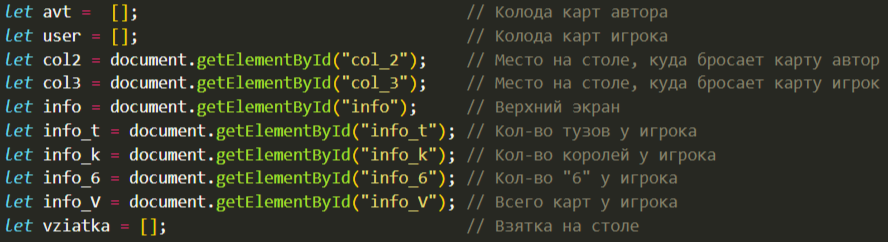 let avt =  [];                                  // Колода карт автора
let user = [];                                  // Колода карт игрока
let col2 = document.getElementById("col_2");    // Место на столе, куда бросает карту автор
let col3 = document.getElementById("col_3");    // Место на столе, куда бросает карту игрок
let info = document.getElementById("info");     // Верхний экран
let info_t = document.getElementById("info_t"); // Кол-во тузов у игрока
let info_k = document.getElementById("info_k"); // Кол-во королей у игрока
let info_6 = document.getElementById("info_6"); // Кол-во "6" у игрока
let info_V = document.getElementById("info_V"); // Всего карт у игрока
let vziatka = [];                               // Взятка на столе